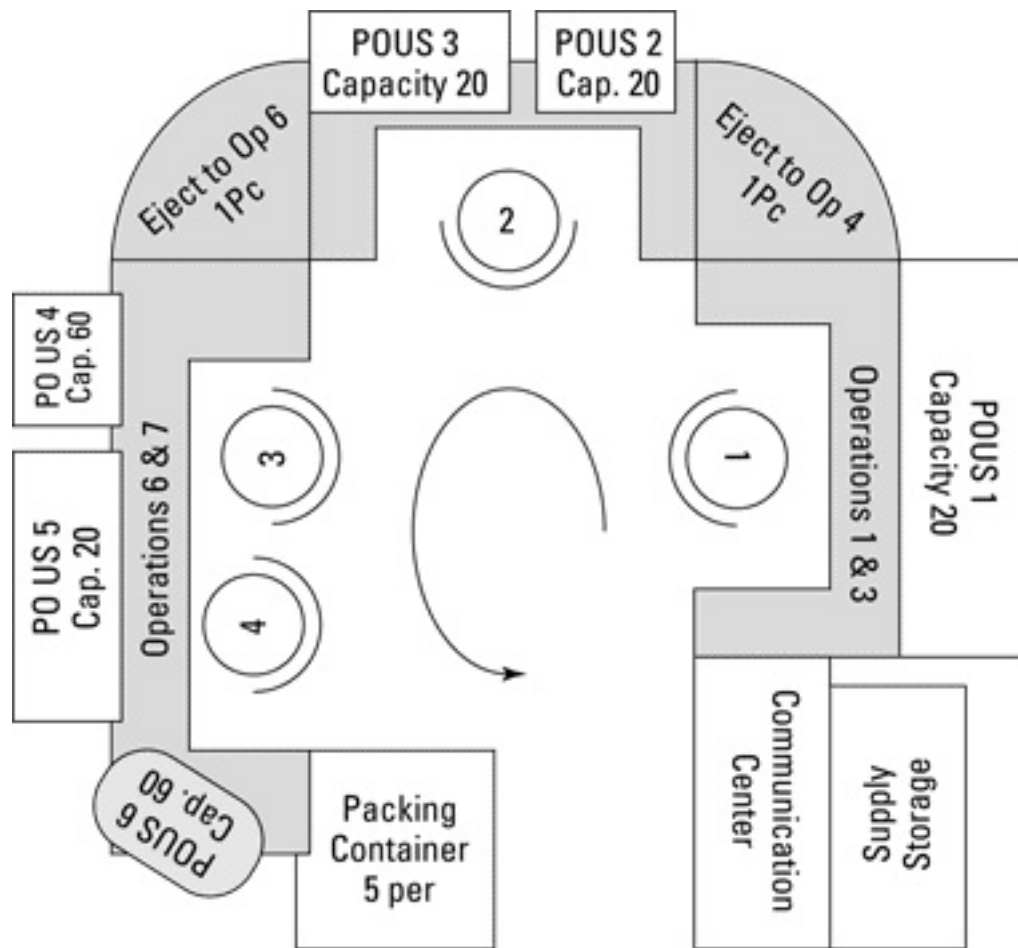 POUS 3
Capacity 20
POUS 2
Cap. 20
Eject to Op 6
1Pc
Eject to Op 4
1Pc
2
PO US 4
Cap. 60
Operations 6 & 7
3
1
Operations 1 & 3
POUS 1
Capacity 20
PO US 5
Cap. 20
4
POUS 6
Cap. 60
Packing
Container
5 per
Communication
Center
Supply
Storage